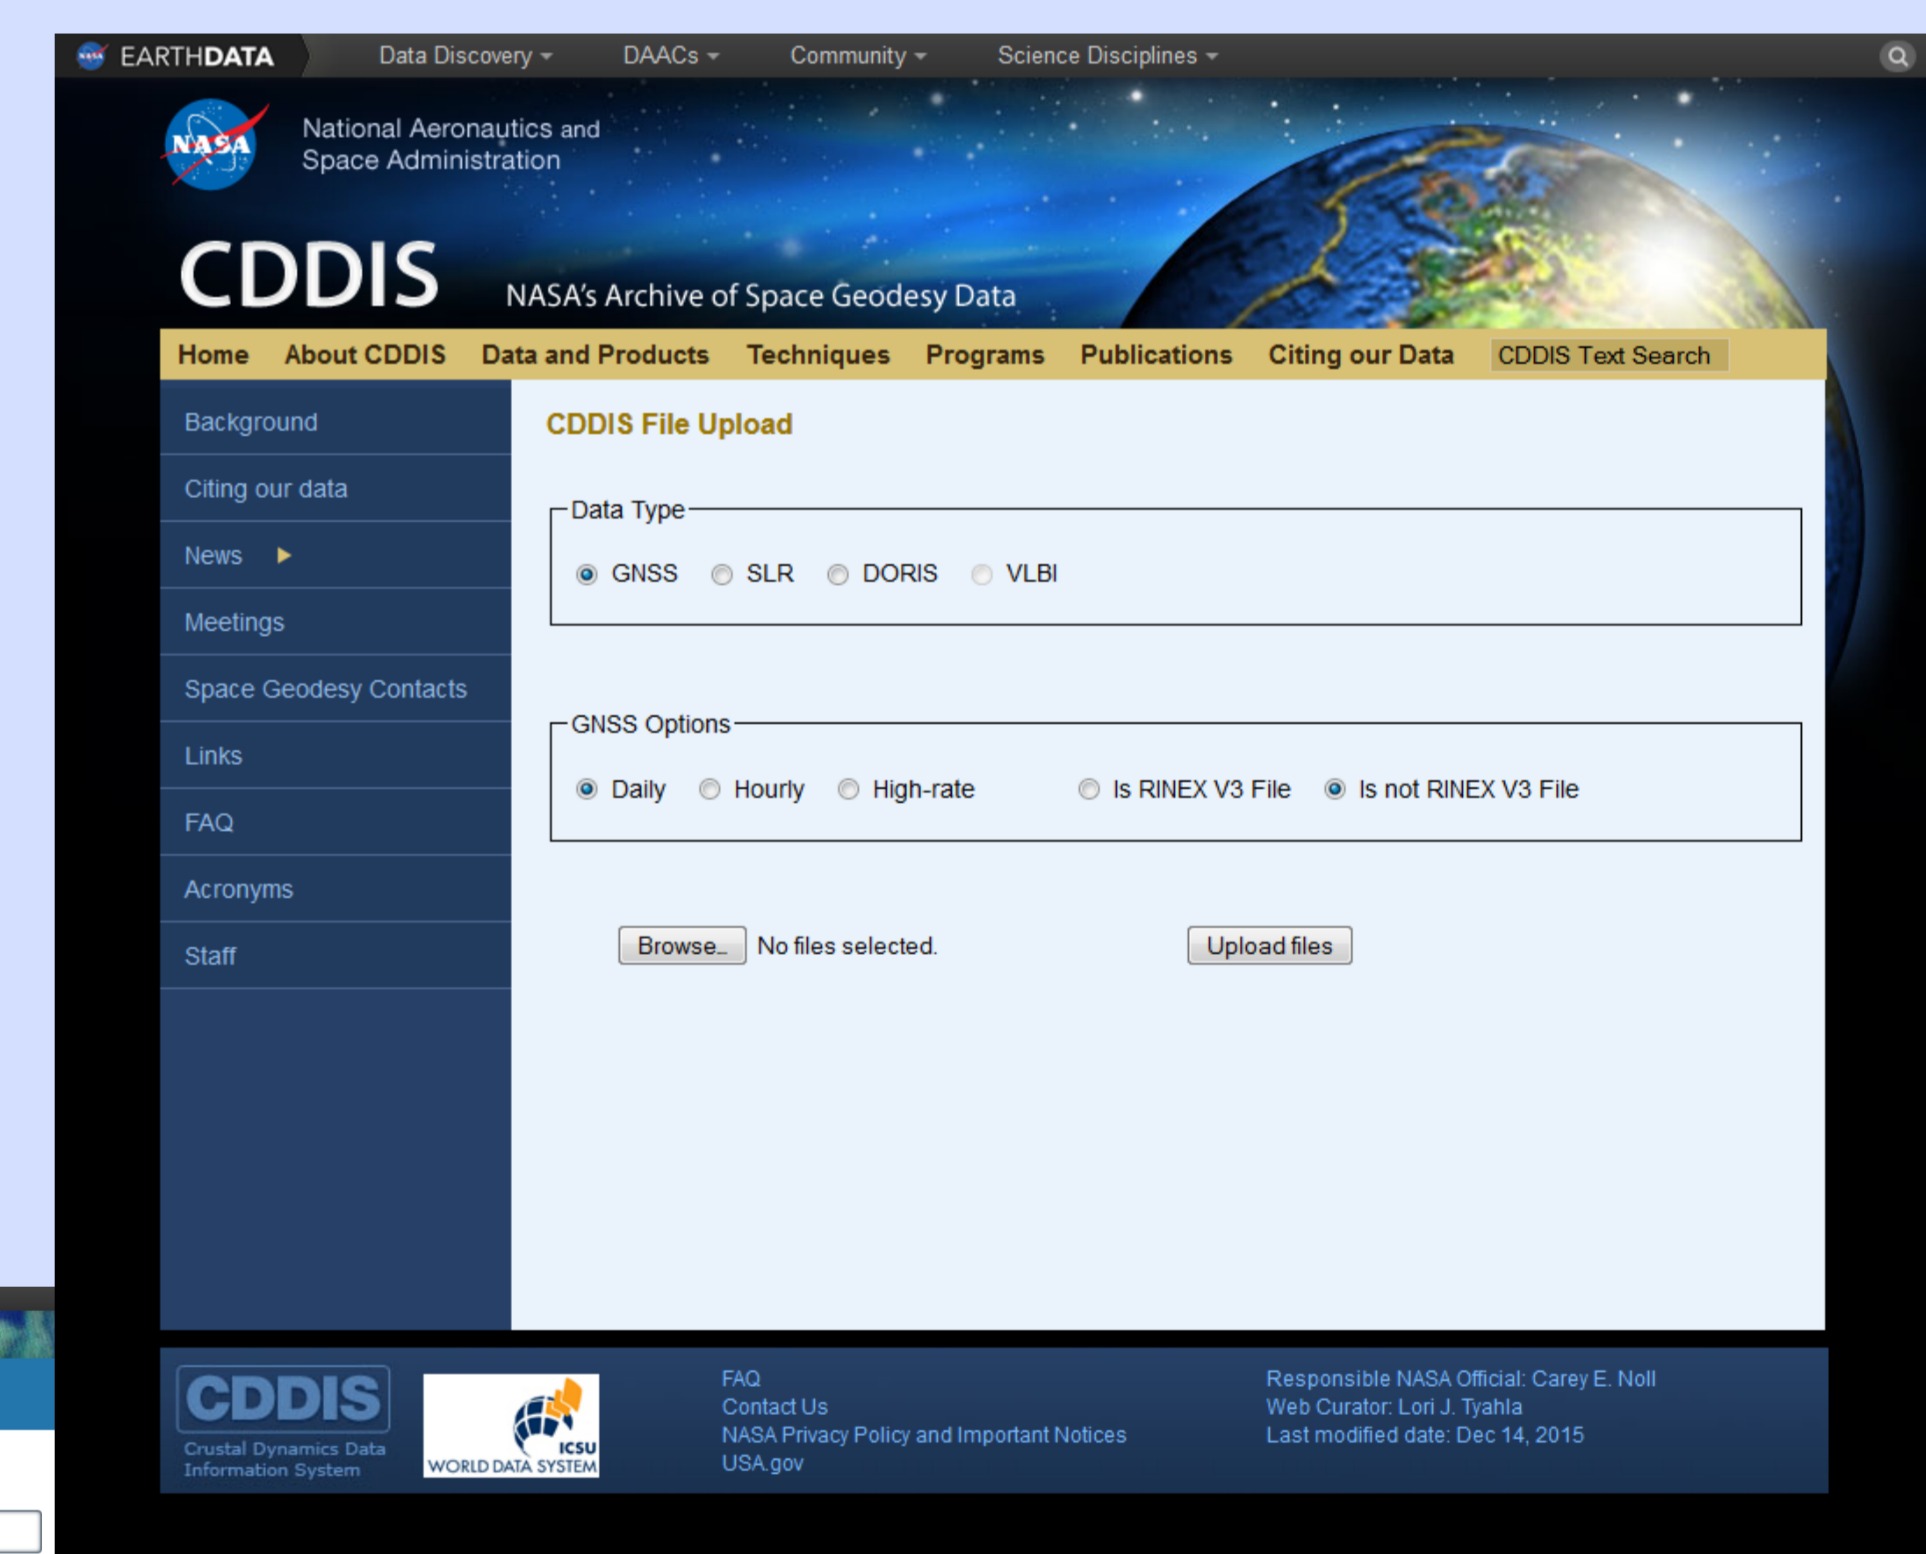 EARTHDATA Data Discovery DAACs Community Science Disciplines
NASA
National Aeronautics and
Space Administration
CDDIS NASA's Archive of Space Geodesy Data
Home About CDDIS Data and Products Techniques Programs Publications Citing our Data CDDIS Text Search
Background
Citing our data
News
Meetings
Space Geodesy Contacts
Links
FAQ
Acronyms
Staff
CDDIS File Upload
Data Type
GNSS SLR DORIS VLBI
GNSS Options
Daily Hourly High-rate Is RINEX V3 File Is not RINEX V3 File
Browse... No files selected. Upload files
CDDIS
Crustal Dynamics Data
Information System
ICSU
WORLD DATA SYSTEM
FAQ
Contact Us
NASA Privacy Policy and Important Notices
USA.gov
Responsible NASA Official: Carey E. Noll
Web Curator: Lori J. Tyahla
Last modified date: Dec 14, 2015